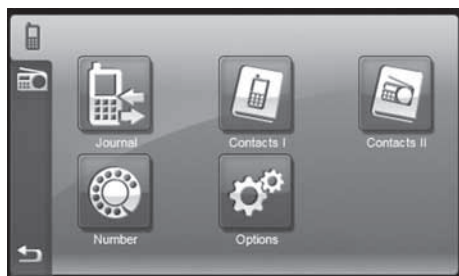 Journal
Contacts I
Contacts II
Number
Options